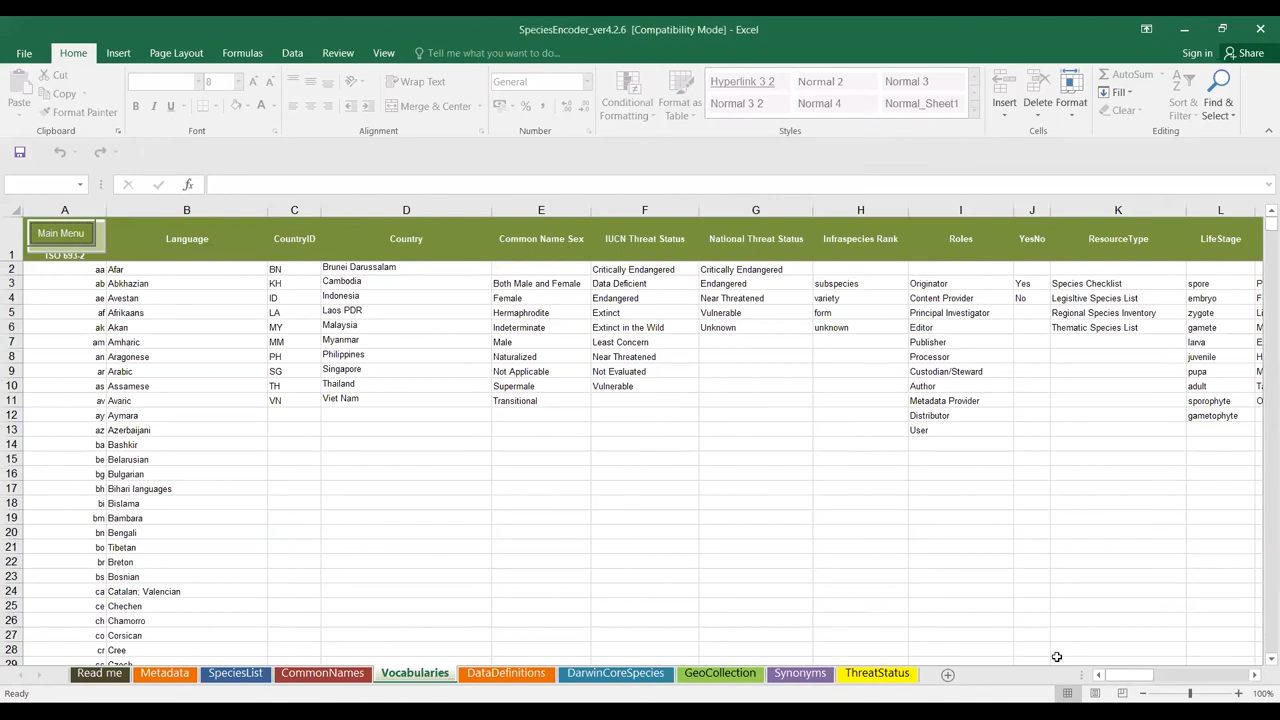 SpeciesEncoder_ver4.2.6 [Compatibility Mode] - Excel
File Home Insert Page Layout Formulas Data Review View Tell me what you want to do... Sign in Share
Cut
Copy
Format Painter
Paste
Clipboard
8
B I U
Font
Wrap Text
Merge & Center
Alignment
General
%
Number
Conditional Formatting
Format as Table
Hyperlink 3 2 Normal 2 Normal 3
Normal 3 2 Normal 4 Normal_Sheet1
Styles
Insert Delete Format
Cells
AutoSum
Fill
Clear
Sort & Filter
Find & Select
Editing
fx
A B C D E F G H I J K L
Main Menu
1 ISO 693-2 Language CountryID Country Common Name Sex IUCN Threat Status National Threat Status Infraspecies Rank Roles YesNo ResourceType LifeStage
2 aa Afar BN Brunei Darussalam Critically Endangered Critically Endangered
3 ab Abkhazian KH Cambodia Both Male and Female Data Deficient Endangered subspecies Originator Yes Species Checklist spore P
4 ae Avestan ID Indonesia Female Endangered Near Threatened variety Content Provider No Legisltive Species List embryo
5 af Afrikaans LA Laos PDR Hermaphrodite Extinct Vulnerable form Principal Investigator Regional Species Inventory zygote Li
6 ak Akan MY Malaysia Indeterminate Extinct in the Wild Unknown unknown Editor Thematic Species List gamete M
7 am Amharic MM Myanmar Male Least Concern Publisher larva E
8 an Aragonese PH Philippines Naturalized Near Threatened Processor juvenile H
9 ar Arabic SG Singapore Not Applicable Not Evaluated Custodian/Steward pupa M
10 as Assamese TH Thailand Supermale Vulnerable Author adult Ta
11 av Avaric VN Viet Nam Transitional Metadata Provider sporophyte O
12 ay Aymara Distributor gametophyte
13 az Azerbaijani User
14 ba Bashkir
15 be Belarusian
16 bg Bulgarian
17 bh Bihari languages
18 bi Bislama
19 bm Bambara
20 bn Bengali
21 bo Tibetan
22 br Breton
23 bs Bosnian
24 ca Catalan; Valencian
25 ce Chechen
26 ch Chamorro
27 co Corsican
28 cr Cree
29 cs Czech
Read me Metadata SpeciesList CommonNames Vocabularies DataDefinitions DarwinCoreSpecies GeoCollection Synonyms ThreatStatus
Ready 100%